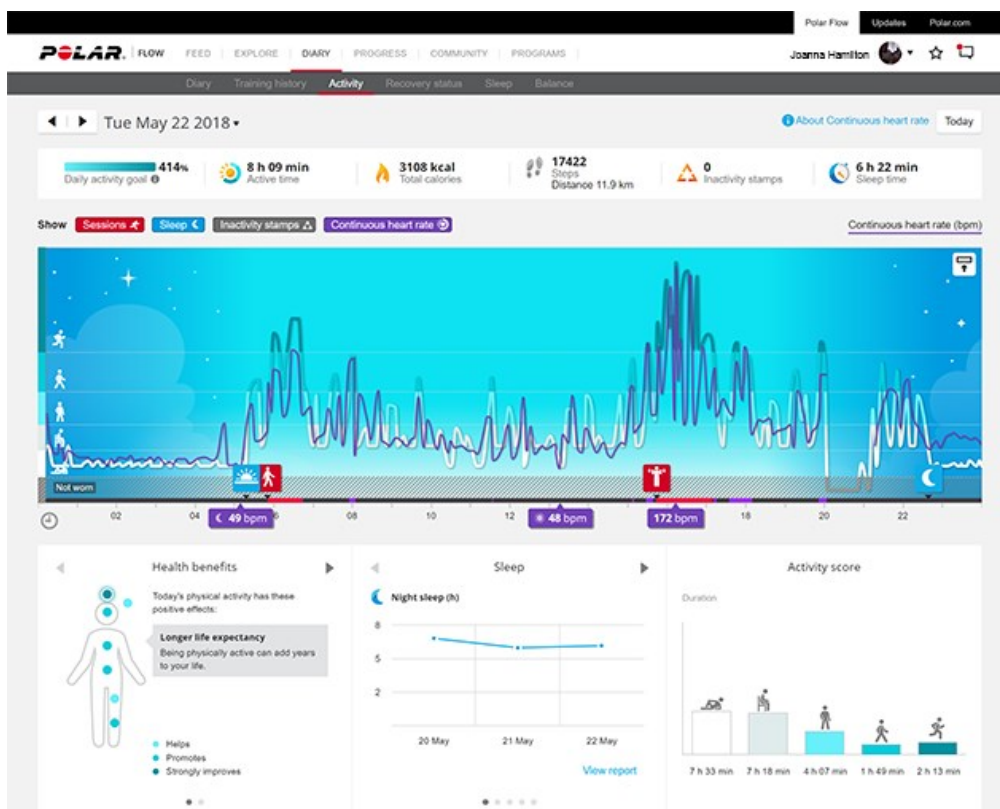 Polar Flow Updates Polar.com
POLAR. FLOW FEED EXPLORE DIARY PROGRESS COMMUNITY PROGRAMS Joanna Hamilton
Diary Training history Activity Recovery status Sleep Balance
Tue May 22 2018 About Continuous heart rate Today
414% 8 h 09 min 3108 kcal 17422 0 6 h 22 min
Daily activity goal Active time Total calories Steps Inactivity stamps Sleep time
Distance 11.9 km
Show Sessions Sleep Inactivity stamps Continuous heart rate Continuous heart rate (bpm)
Not worn
02 04 06 08 10 12 16 18 20 22
49 bpm 48 bpm 172 bpm
Health benefits Sleep Activity score
Today's physical activity has these
positive effects:
Longer life expectancy
Being physically active can add years
to your life.
Helps
Promotes
Strongly improves
Night sleep (h)
8
5
2
20 May 21 May 22 May
View report
Duration
7 h 33 min 7 h 18 min 4 h 07 min 1 h 49 min 2 h 13 min